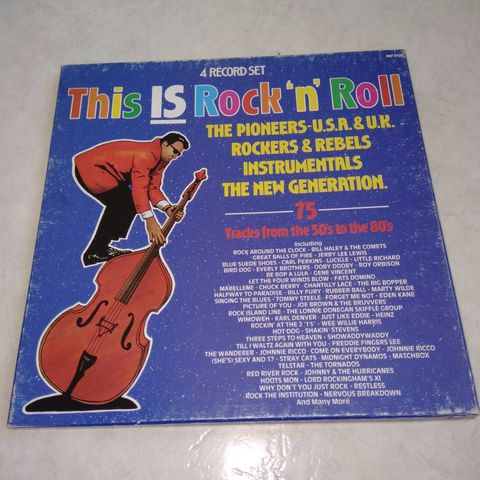 4 RECORD SET
This IS Rock 'n' Roll
THE PIONEERS-U.S.A. & U.K.
ROCKERS & REBELS
INSTRUMENTALS
THE NEW GENERATION.
75
Tracks from the 50's to the 80's
including
ROCK AROUND THE CLOCK - BILL HALEY & THE COMETS
GREAT BALLS OF FIRE - JERRY LEE LEWIS
BLUE SUEDE SHOES - CARL PERKINS - LUCILLE - LITTLE RICHARD
BIRD DOG - EVERLY BROTHERS - OOBY DOOBY - ROY ORBISON
BE BOP A LULA - GENE VINCENT
LET THE FOUR WINDS BLOW - FATS DOMINO
MABELLENE - CHUCK BERRY - CHANTILLY LACE - THE BIG BOPPER
HALFWAY TO PARADISE - BILLY FURY - RUBBER BALL - MARTY WILDE
SINGING THE BLUES - TOMMY STEELE - FORGET ME NOT - EDEN KANE
PICTURE OF YOU - JOE BROWN & THE BRUVVERS
ROCK ISLAND LINE - THE LONNIE DONEGAN SKIFFLE GROUP
WIMOWEH - KARL DENVER - JUST LIKE EDDIE - HEINZ
ROCKIN' AT THE 2 "I'S" - WEE WILLIE HARRIS
HOT DOG - SHAKIN' STEVENS
THREE STEPS TO HEAVEN - SHOWADDYWADDY
TILL I WALTZ AGAIN WITH YOU - FREDDIE FINGERS LEE
THE WANDERER - JOHNNIE RICCO - COME ON EVERYBODY - JOHNNIE RICCO
(SHE'S) SEXY AND 17 - STRAY CATS - MIDNIGHT DYNAMOS - MATCHBOX
TELSTAR - THE TORNADOS
RED RIVER ROCK - JOHNNY & THE HURRICANES
HOOTS MON - LORD ROCKINGHAM'S XI
WHY DON'T YOU JUST ROCK - RESTLESS
ROCK THE INSTITUTION - NERVOUS BREAKDOWN
And Many More